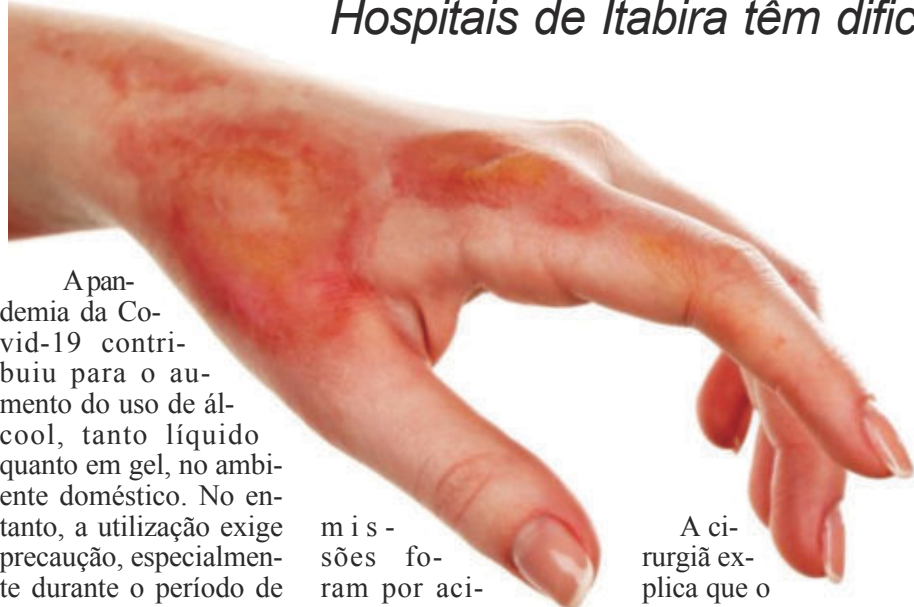 Hospitais de Itabira têm
A pan-
demia da Co-
vid-19 contri-
buiu para o au-
mento do uso de ál-
cool, tanto líquido
quanto em gel, no ambi-
ente doméstico. No en-
tanto, a utilização exige
precaução, especialmen-
te durante o período de
mis-
sões fo-
ram por aci-
A ci-
rurgiã ex-
plica que o